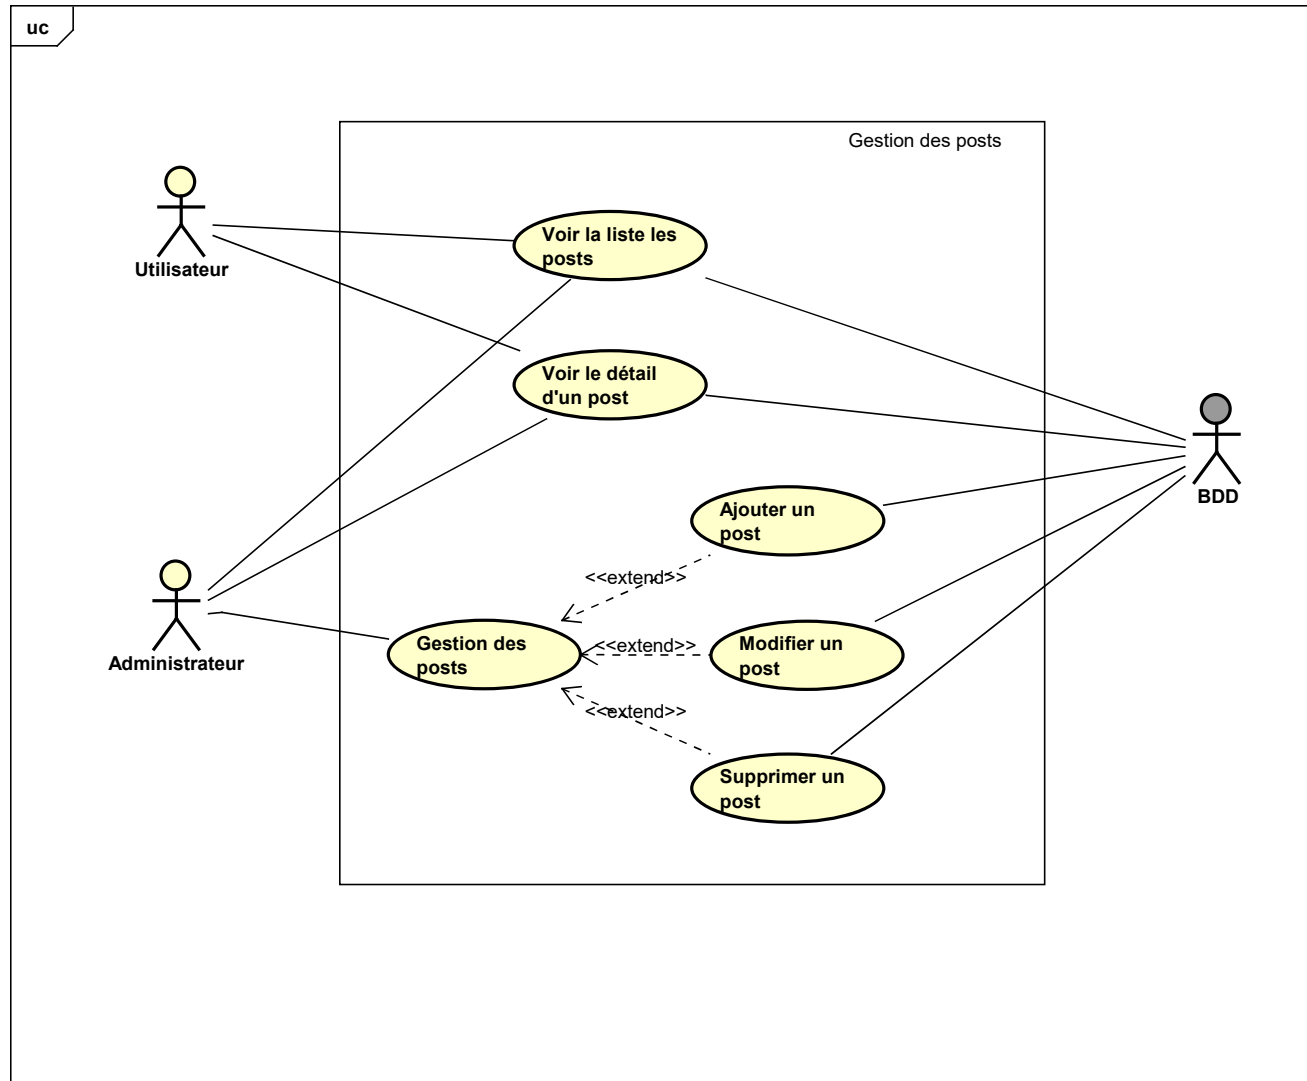 uc
Gestion des posts
Utilisateur
Voir la liste les
posts
Voir le détail
d'un post
BDD
Ajouter un
post
<<extend>>
Administrateur
Gestion des
posts
<<extend>>
Modifier un
post
<<extend>>
Supprimer un
post